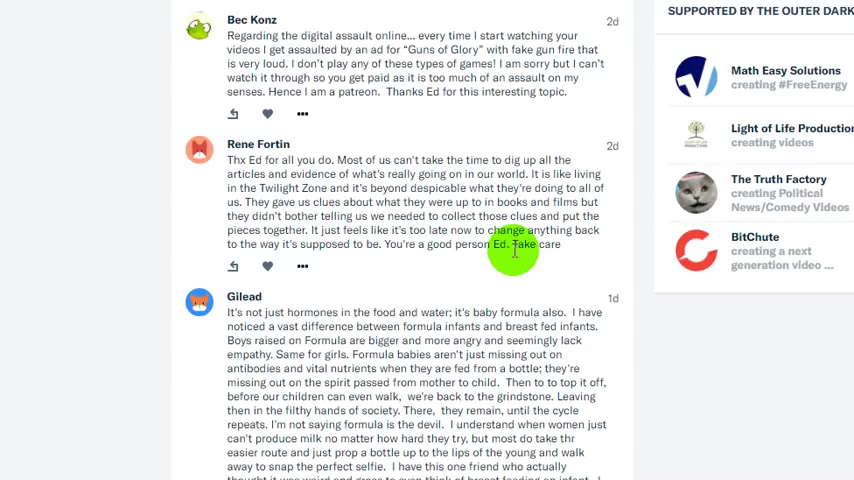 SUPPORTED BY THE OUTER DARK
Bec Konz
2d
Regarding the digital assault online... every time I start watching your
videos I get assaulted by an ad for “Guns of Glory” with fake gun fire that
is very loud. I don't play any of these types of games! I am sorry but I can't
watch it through so you get paid as it is too much of an assault on my
senses. Hence I am a patreon.  Thanks Ed for this interesting topic.
Rene Fortin
2d
Thx Ed for all you do. Most of us can't take the time to dig up all the
articles and evidence of what's really going on in our world. It is like living
in the Twilight Zone and it's beyond despicable what they're doing to all of
us. They gave us clues about what they were up to in books and films but
they didn't bother telling us we needed to collect those clues and put the
pieces together. It just feels like it's too late now to change anything back
to the way it's supposed to be. You're a good person Ed. Take care
Gilead
1d
It's not just hormones in the food and water; it's baby formula also.  I have
noticed a vast difference between formula infants and breast fed infants.
Boys raised on Formula are bigger and more angry and seemingly lack
empathy. Same for girls. Formula babies aren't just missing out on
antibodies and vital nutrients when they are fed from a bottle; they're
missing out on the spirit passed from mother to child.  Then to to top it off,
before our children can even walk,  we're back to the grindstone. Leaving
then in the filthy hands of society. There,  they remain, until the cycle
repeats. I'm not saying formula is the devil.  I understand when women just
can't produce milk no matter how hard they try, but most do take thr
easier route and just prop a bottle up to the lips of the young and walk
away to snap the perfect selfie.  I have this one friend who actually
thought it was weird and gross to even think of breast feeding an infant.  I
Math Easy Solutions
creating #FreeEnergy
Light of Life Production
creating videos
The Truth Factory
creating Political
News/Comedy Videos
BitChute
creating a next
generation video ...